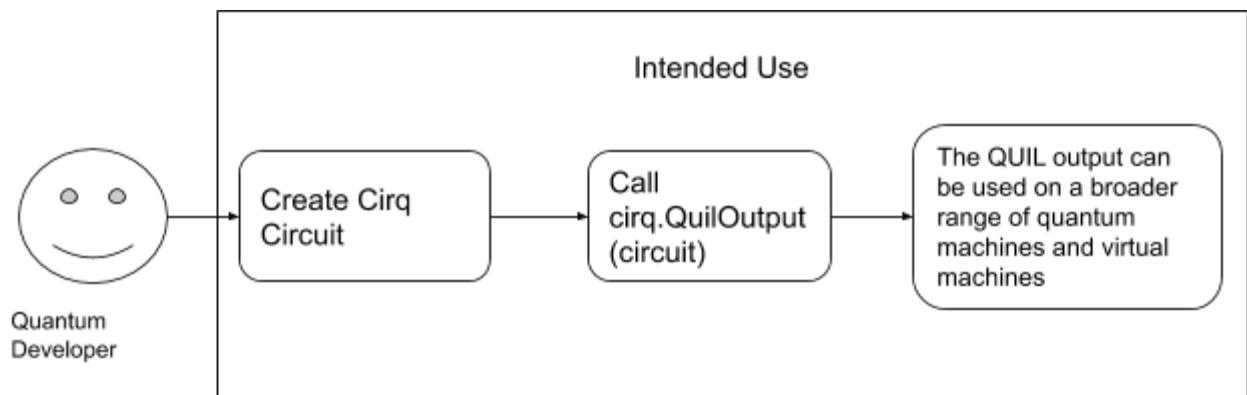 Intended Use
Quantum
Developer
Create Cirq
Circuit
Call
cirq.QuilOutput
(circuit)
The QUIL output can
be used on a broader
range of quantum
machines and virtual
machines